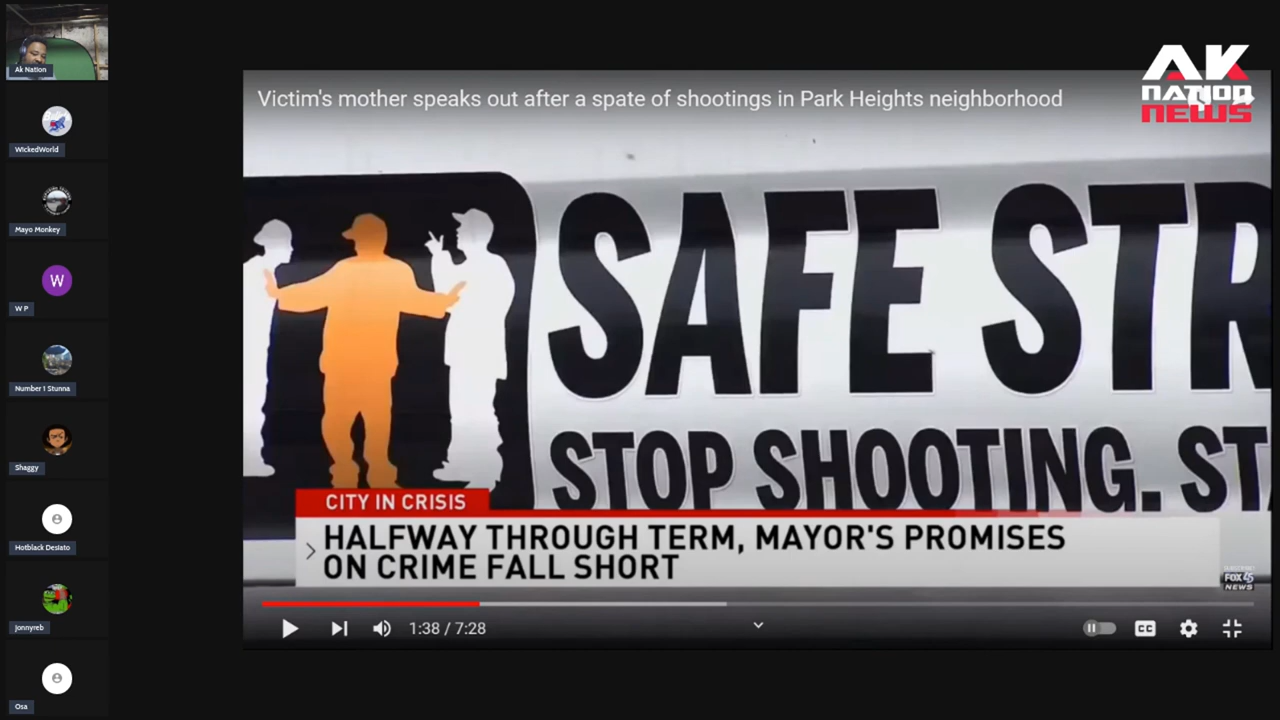 Ak Nation
WickedWorld
Mayo Monkey
W
W P
Number 1 Stunna
Shaggy
Hotblack Desiato
Jonnyreb
Osa
Victim's mother speaks out after a spate of shootings in Park Heights neighborhood
AK
NATION
NEWS
SAFE STR
STOP SHOOTING. STA
CITY IN CRISIS
HALFWAY THROUGH TERM, MAYOR'S PROMISES
ON CRIME FALL SHORT
FOX 45
NEWS
1:38 / 7:28
CC